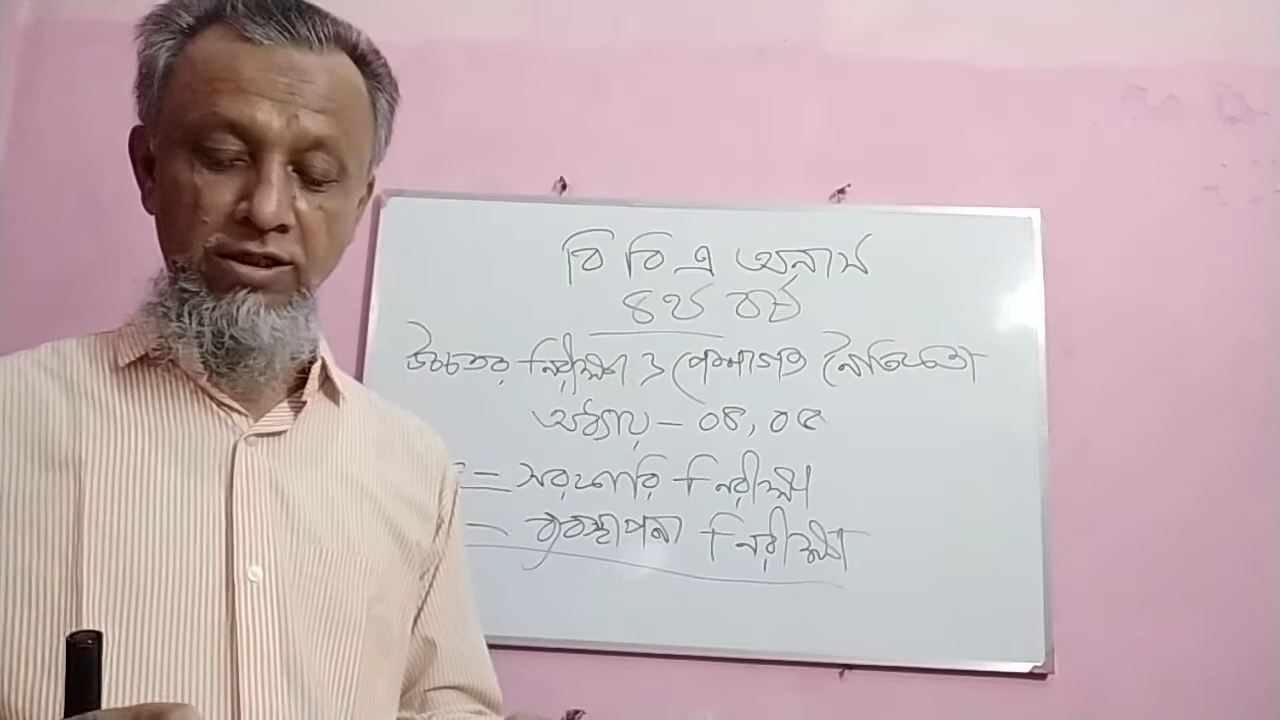 বি বি এ অনার্স
৪র্থ বর্ষ
উচ্চতর নিরীক্ষা ও পেশাগত নৈতিকতা
অধ্যায় - ০৪, ০৫
= সরকারি নিরীক্ষা
- ব্যবস্থাপনা নিরীক্ষা